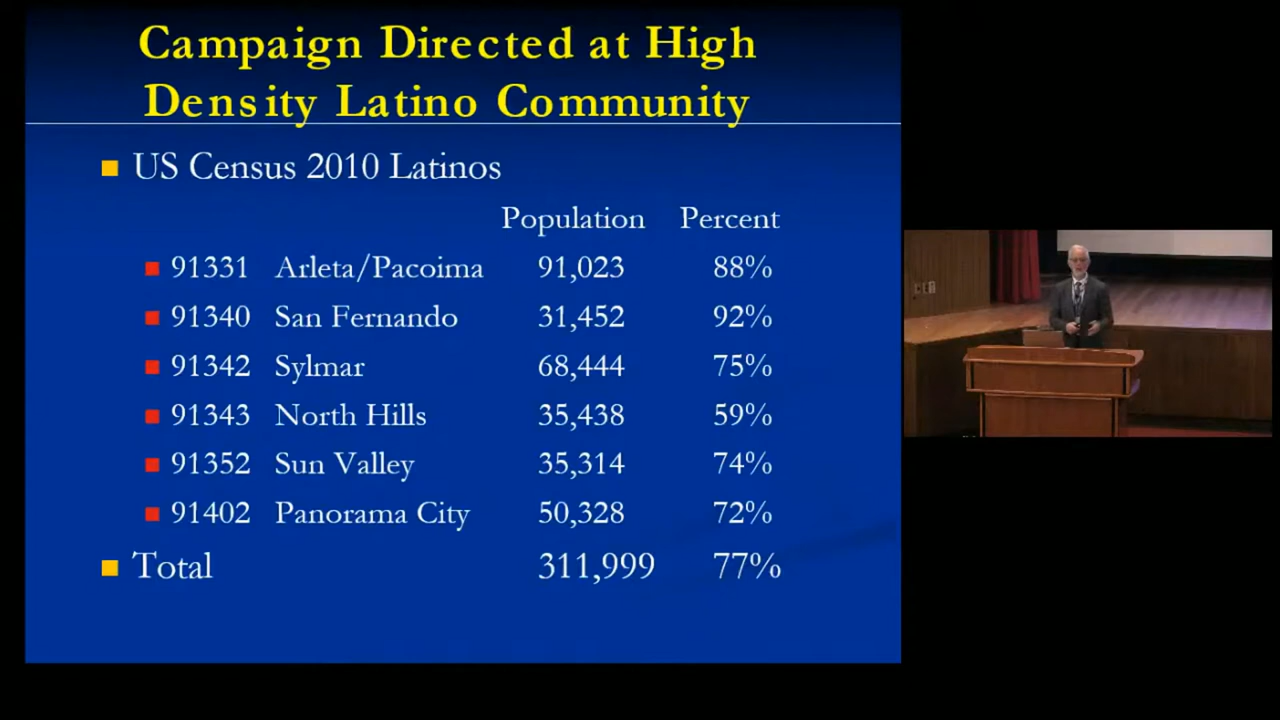 Campaign Directed at High
Density Latino Community
US Census 2010 Latinos
Population Percent
91331 Arleta/Pacoima 91,023 88%
91340 San Fernando 31,452 92%
91342 Sylmar 68,444 75%
91343 North Hills 35,438 59%
91352 Sun Valley 35,314 74%
91402 Panorama City 50,328 72%
Total 311,999 77%